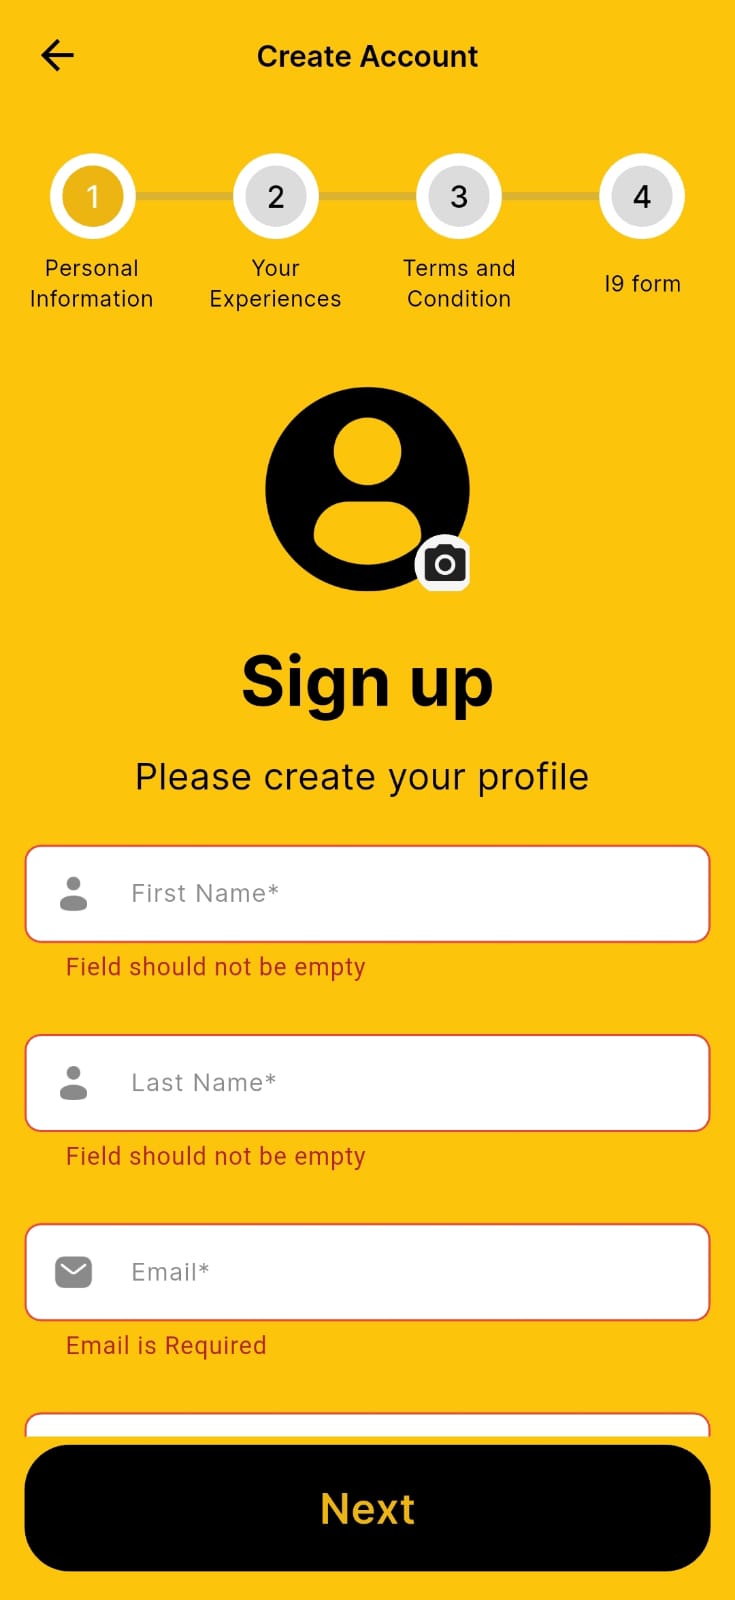 Create Account
1
2
3
4
Personal
Information
Your
Experiences
Terms and
Condition
I9 form
Sign up
Please create your profile
First Name*
Field should not be empty
Last Name*
Field should not be empty
Email*
Email is Required
Next